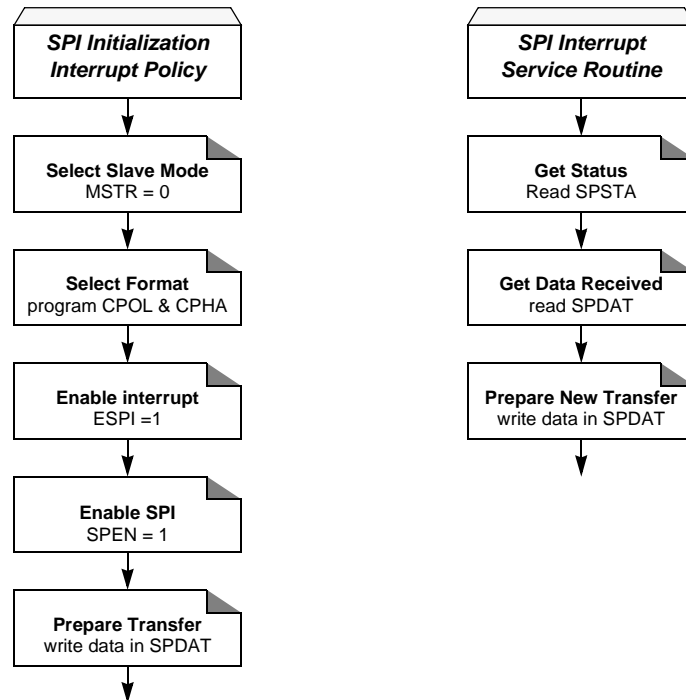 SPI Initialization
Interrupt Policy
Select Slave Mode
MSTR = 0
Select Format
program CPOL & CPHA
Enable interrupt
ESPI =1
Enable SPI
SPEN = 1
Prepare Transfer
write data in SPDAT
SPI Interrupt
Service Routine
Get Status
Read SPSTA
Get Data Received
read SPDAT
Prepare New Transfer
write data in SPDAT